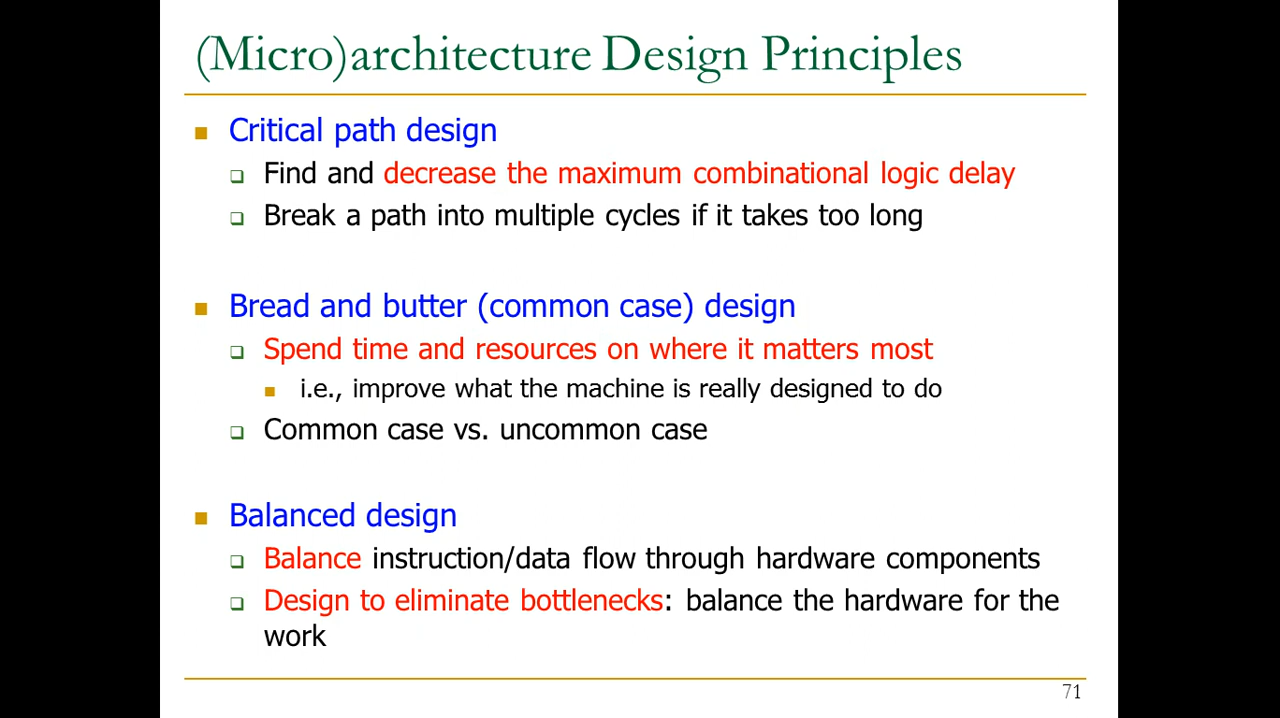 (Micro)architecture Design Principles
Critical path design
Find and decrease the maximum combinational logic delay
Break a path into multiple cycles if it takes too long
Bread and butter (common case) design
Spend time and resources on where it matters most
i.e., improve what the machine is really designed to do
Common case vs. uncommon case
Balanced design
Balance instruction/data flow through hardware components
Design to eliminate bottlenecks: balance the hardware for the
work
71